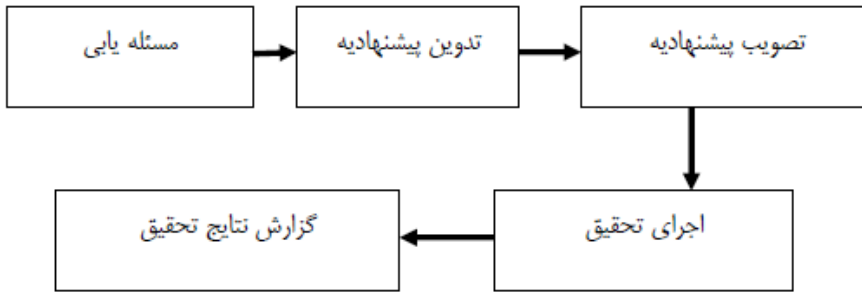 مسئله یابی
تدوین پیشنهادیه
تصویب پیشنهادیه
اجرای تحقیق
گزارش نتایج تحقیق